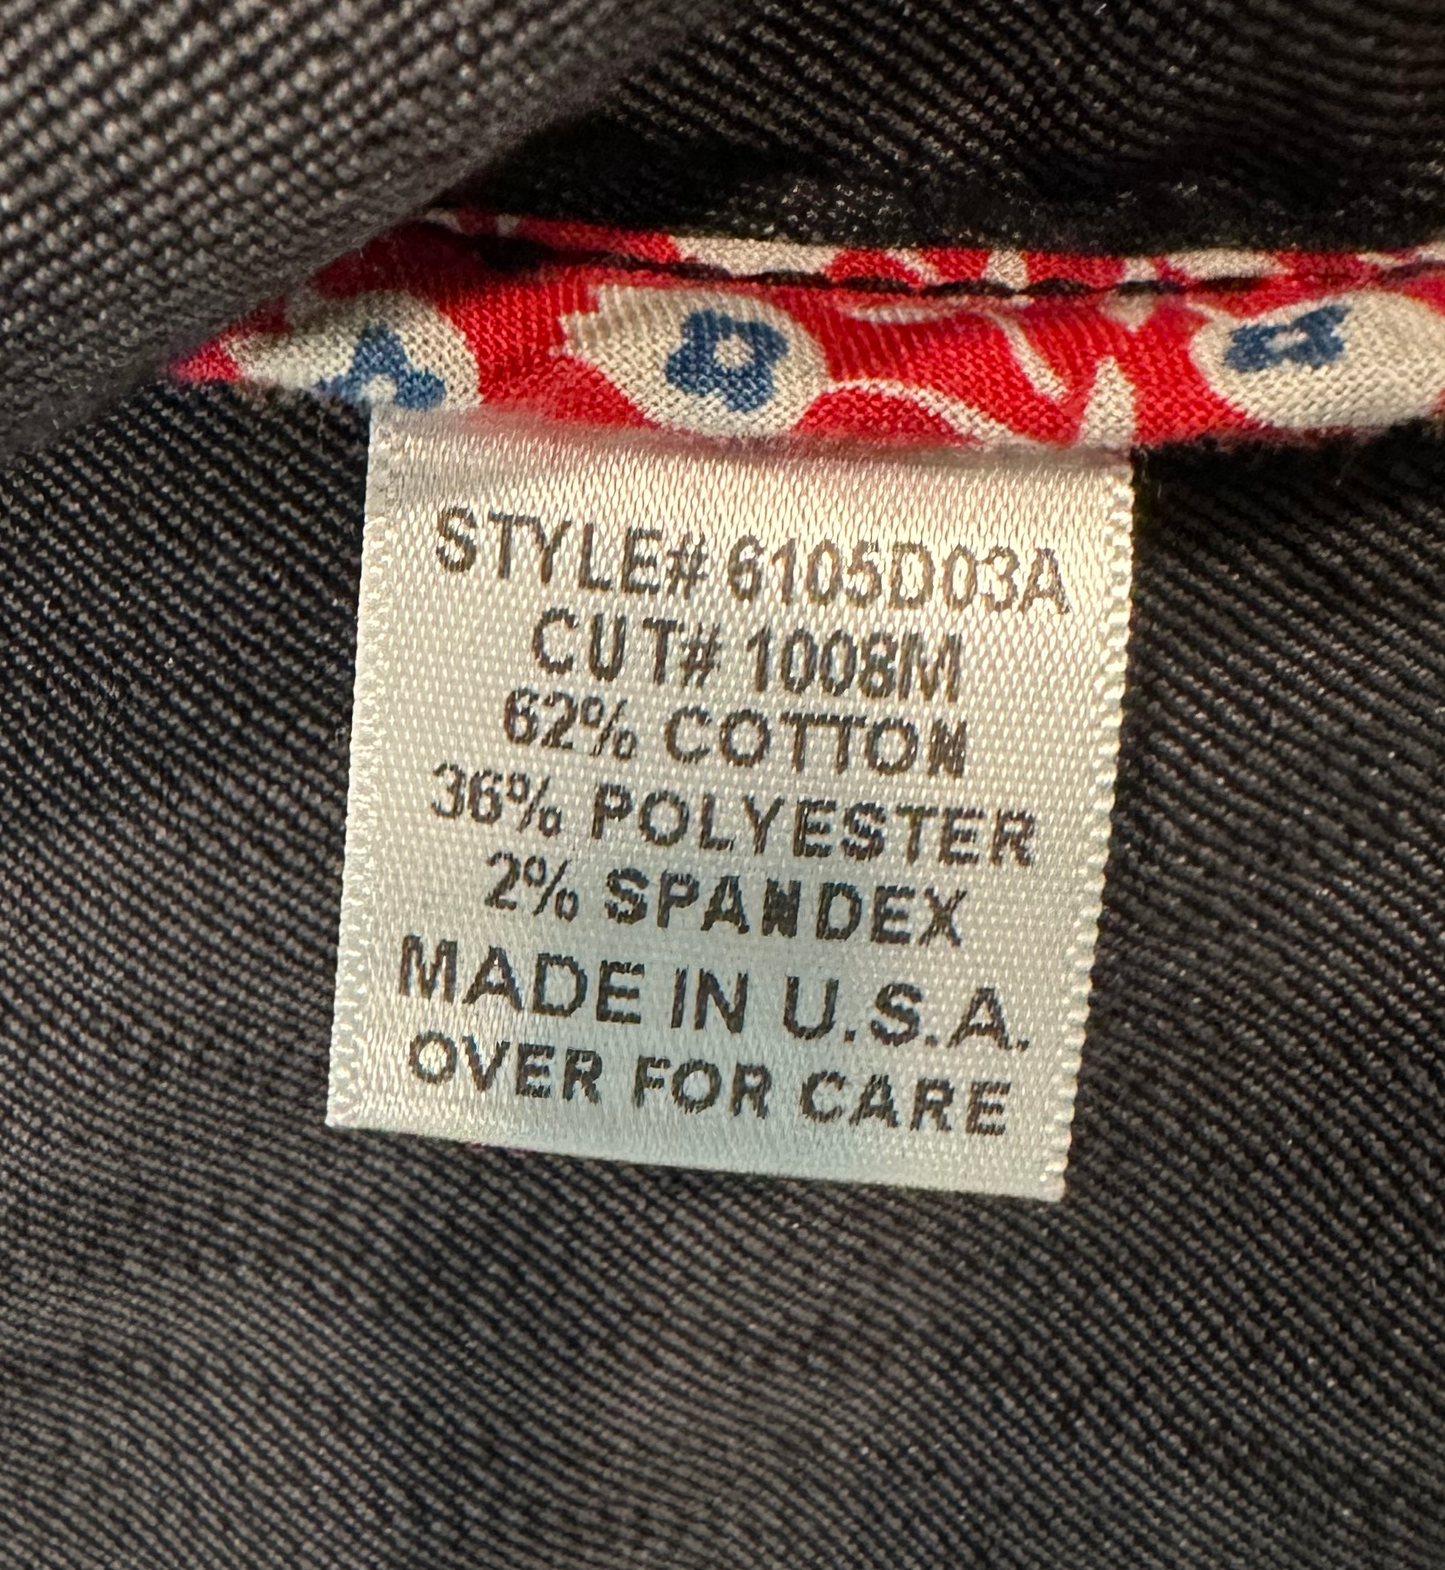 STYLE# 6105D03A
CUT# 1008M
62% COTTON
36% POLYESTER
2% SPANDEX
MADE IN U.S.A.
OVER FOR CARE